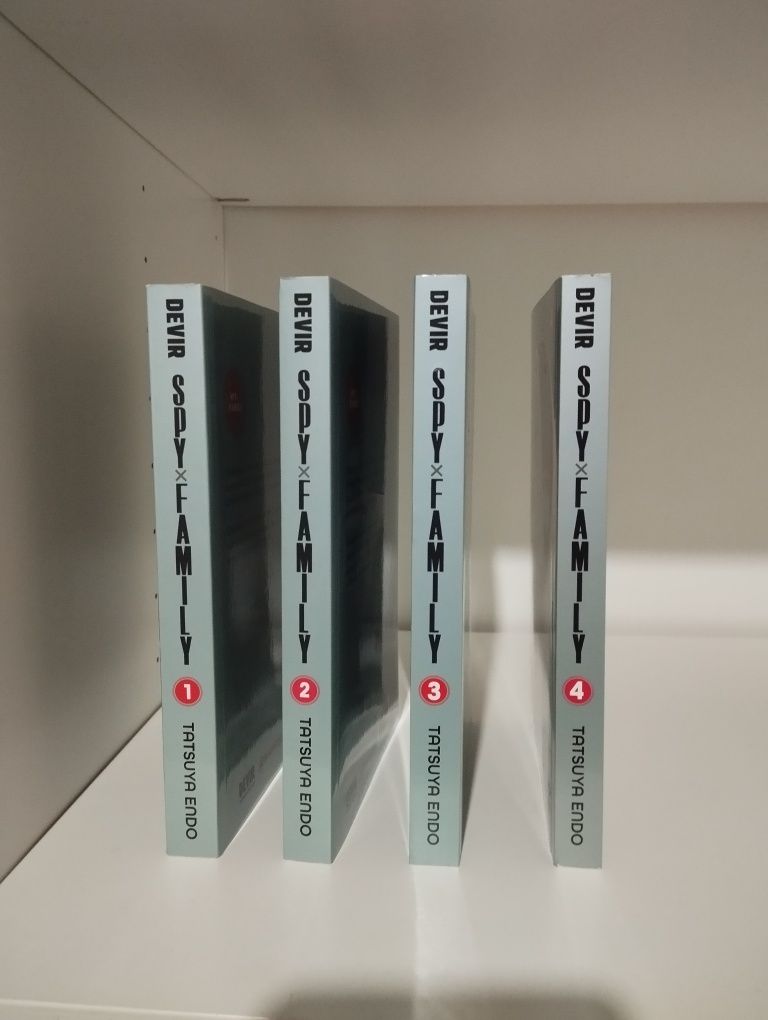 DEVIR SPY×FAMILY 1 TATSUYA ENDO
DEVIR SPY×FAMILY 2 TATSUYA ENDO
DEVIR SPY×FAMILY 3 TATSUYA ENDO
DEVIR SPY×FAMILY 4 TATSUYA ENDO
DEVIR